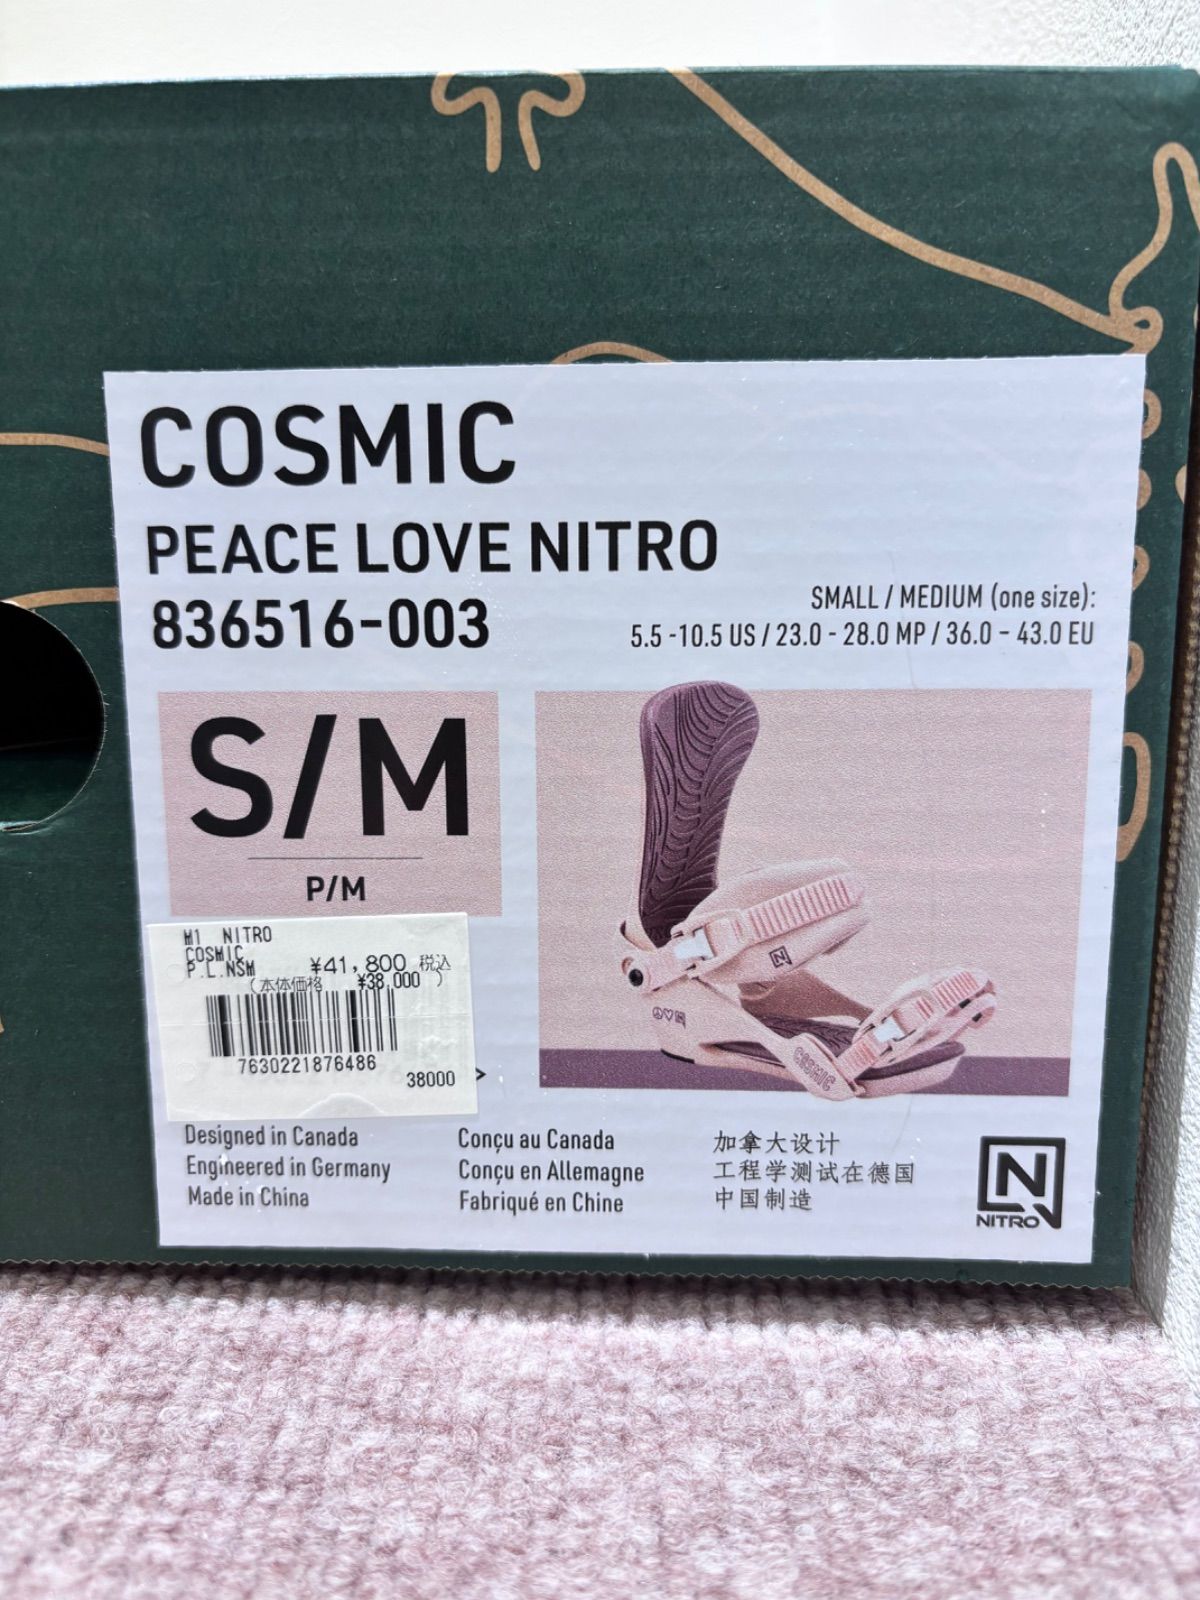 COSMIC
PEACE LOVE NITRO
836516-003
SMALL / MEDIUM (one size):
5.5 -10.5 US / 23.0 - 28.0 MP / 36.0 - 43.0 EU
S/M
P/M
N
COSMIC
M1 NITRO
COSMIC
P.L.NSM
¥41,800 税込
(本体価格 ¥38,000 )
7630221876486
38000
>
Designed in Canada
Engineered in Germany
Made in China
Conçu au Canada
Conçu en Allemagne
Fabriqué en Chine
加拿大设计
工程学测试在德国
中国制造
N
NITRO